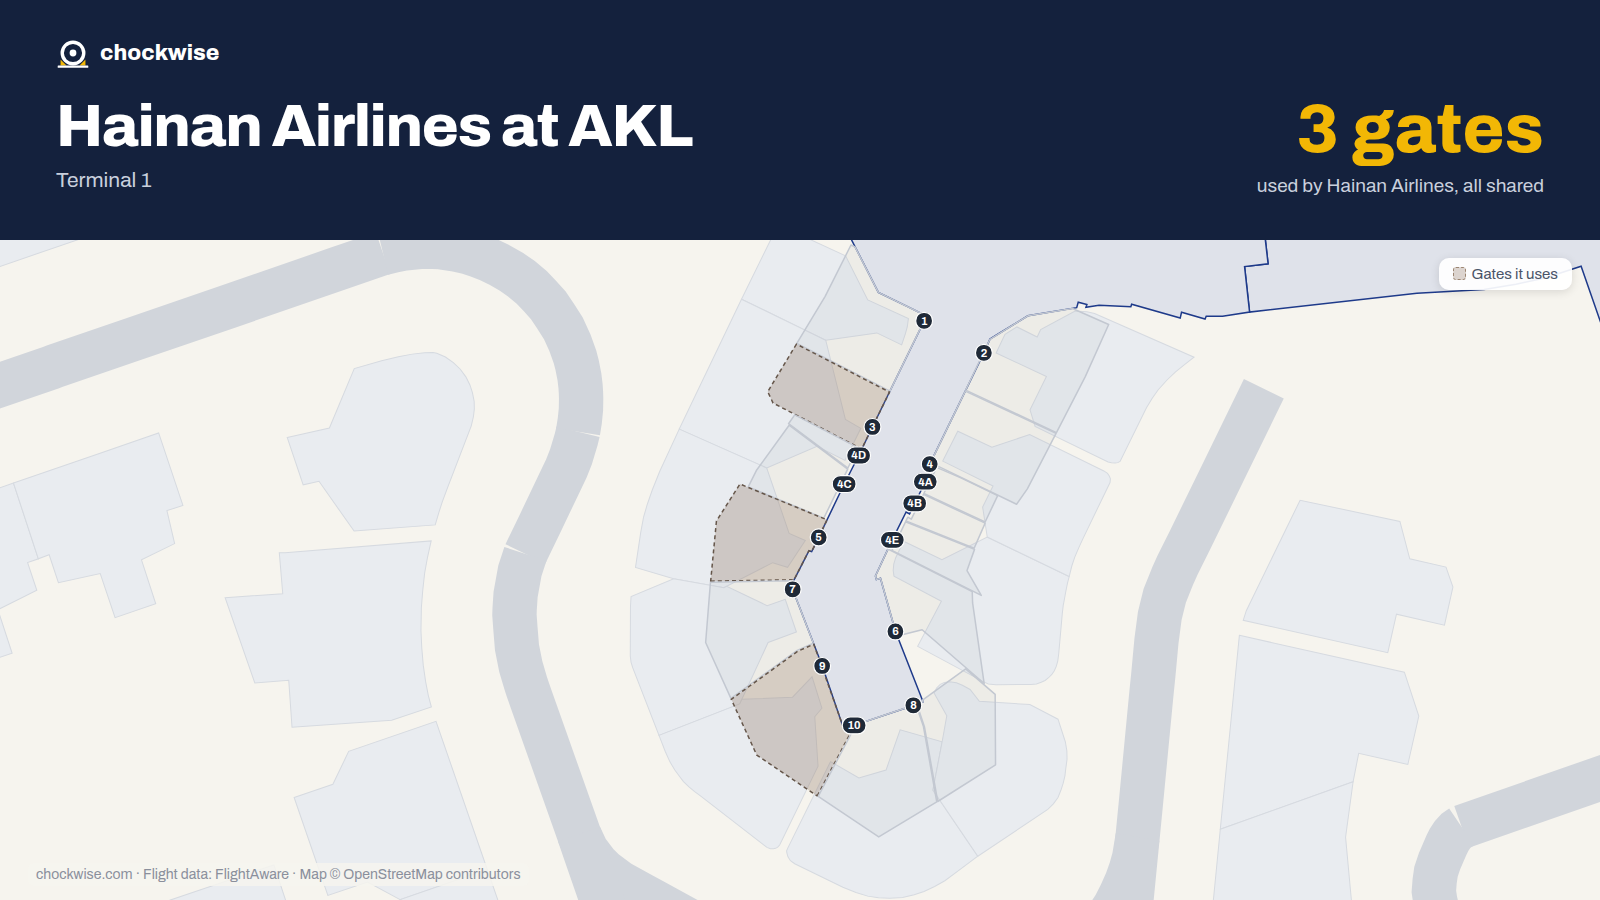 chockwise
Hainan Airlines at AKL
Terminal 1
3 gates
used by Hainan Airlines, all shared
Gates it uses
1
2
3
4D
4
4C
4A
4B
5
4E
7
6
9
8
10
chockwise.com · Flight data: FlightAware · Map © OpenStreetMap contributors